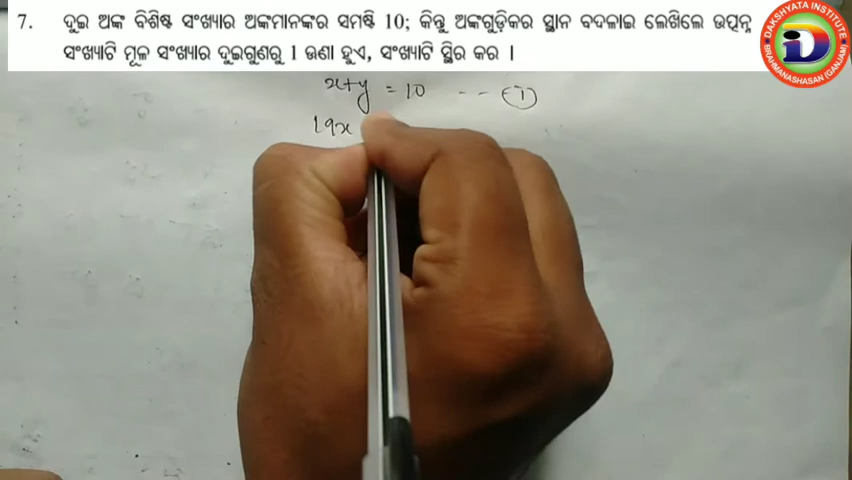 7. ଦୁଇ ଅଙ୍କ ବିଶିଷ୍ଟ ସଂଖ୍ୟାର ଅଙ୍କମାନଙ୍କର ସମଷ୍ଟି 10; କିନ୍ତୁ ଅଙ୍କଗୁଡ଼ିକର ସ୍ଥାନ ବଦଳାଇ ଲେଖିଲେ ଉତ୍ପନ୍ନ
ସଂଖ୍ୟାଟି ମୂଳ ସଂଖ୍ୟାର ଦୁଇଗୁଣରୁ 1 ଊଣା ହୁଏ, ସଂଖ୍ୟାଟି ସ୍ଥିର କର ।
DAKSHYATA INSTITUTE
BRAHMANASHASAN (GANJAM)
x+y = 10 -- (1)